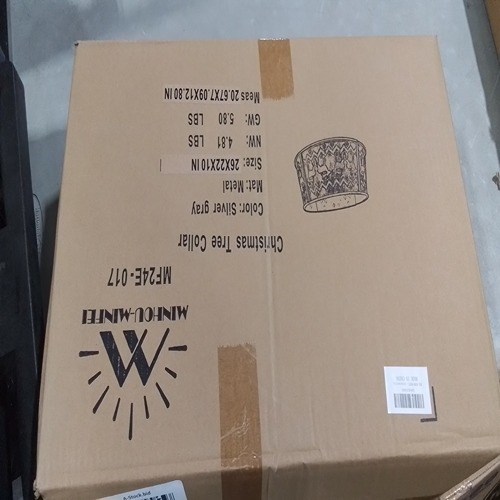 MINHOU-MINFEI
MF24E-017
Christmas Tree Collar
Color: Silver gray
Mat: Metal
Size: 26X22X10 IN
NW: 4.81 LBS
GW: 5.80 LBS
Meas 20.67X7.09X12.80 IN